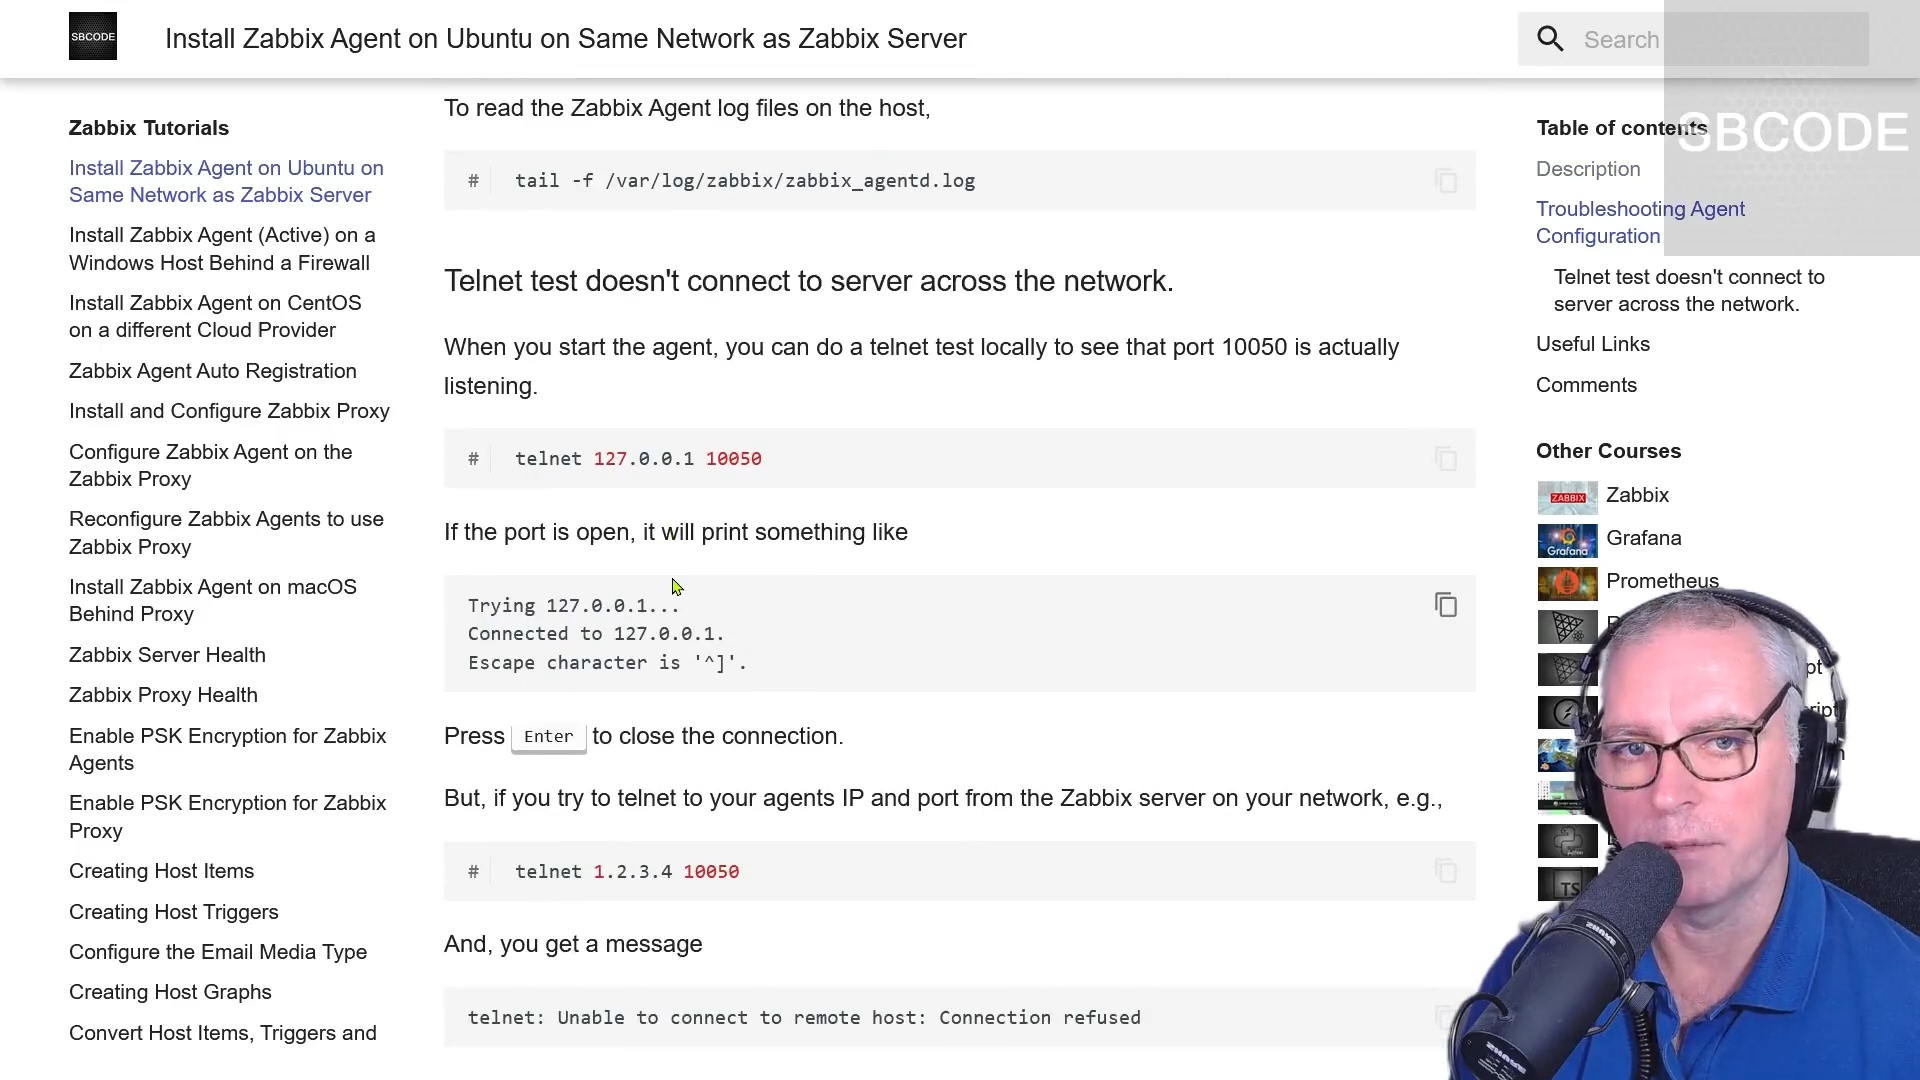 SBCODE
Install Zabbix Agent on Ubuntu on Same Network as Zabbix Server
Search
SBCODE
Zabbix Tutorials
Install Zabbix Agent on Ubuntu on
Same Network as Zabbix Server
Install Zabbix Agent (Active) on a
Windows Host Behind a Firewall
Install Zabbix Agent on CentOS
on a different Cloud Provider
Zabbix Agent Auto Registration
Install and Configure Zabbix Proxy
Configure Zabbix Agent on the
Zabbix Proxy
Reconfigure Zabbix Agents to use
Zabbix Proxy
Install Zabbix Agent on macOS
Behind Proxy
Zabbix Server Health
Zabbix Proxy Health
Enable PSK Encryption for Zabbix
Agents
Enable PSK Encryption for Zabbix
Proxy
Creating Host Items
Creating Host Triggers
Configure the Email Media Type
Creating Host Graphs
Convert Host Items, Triggers and
To read the Zabbix Agent log files on the host,
# tail -f /var/log/zabbix/zabbix_agentd.log
Telnet test doesn't connect to server across the network.
When you start the agent, you can do a telnet test locally to see that port 10050 is actually
listening.
# telnet 127.0.0.1 10050
If the port is open, it will print something like
Trying 127.0.0.1...
Connected to 127.0.0.1.
Escape character is '^]'.
Press Enter to close the connection.
But, if you try to telnet to your agents IP and port from the Zabbix server on your network, e.g.,
# telnet 1.2.3.4 10050
And, you get a message
telnet: Unable to connect to remote host: Connection refused
Table of contents
Description
Troubleshooting Agent
Configuration
Telnet test doesn't connect to
server across the network.
Useful Links
Comments
Other Courses
ZABBIX Zabbix
Grafana Grafana
Prometheus
TS